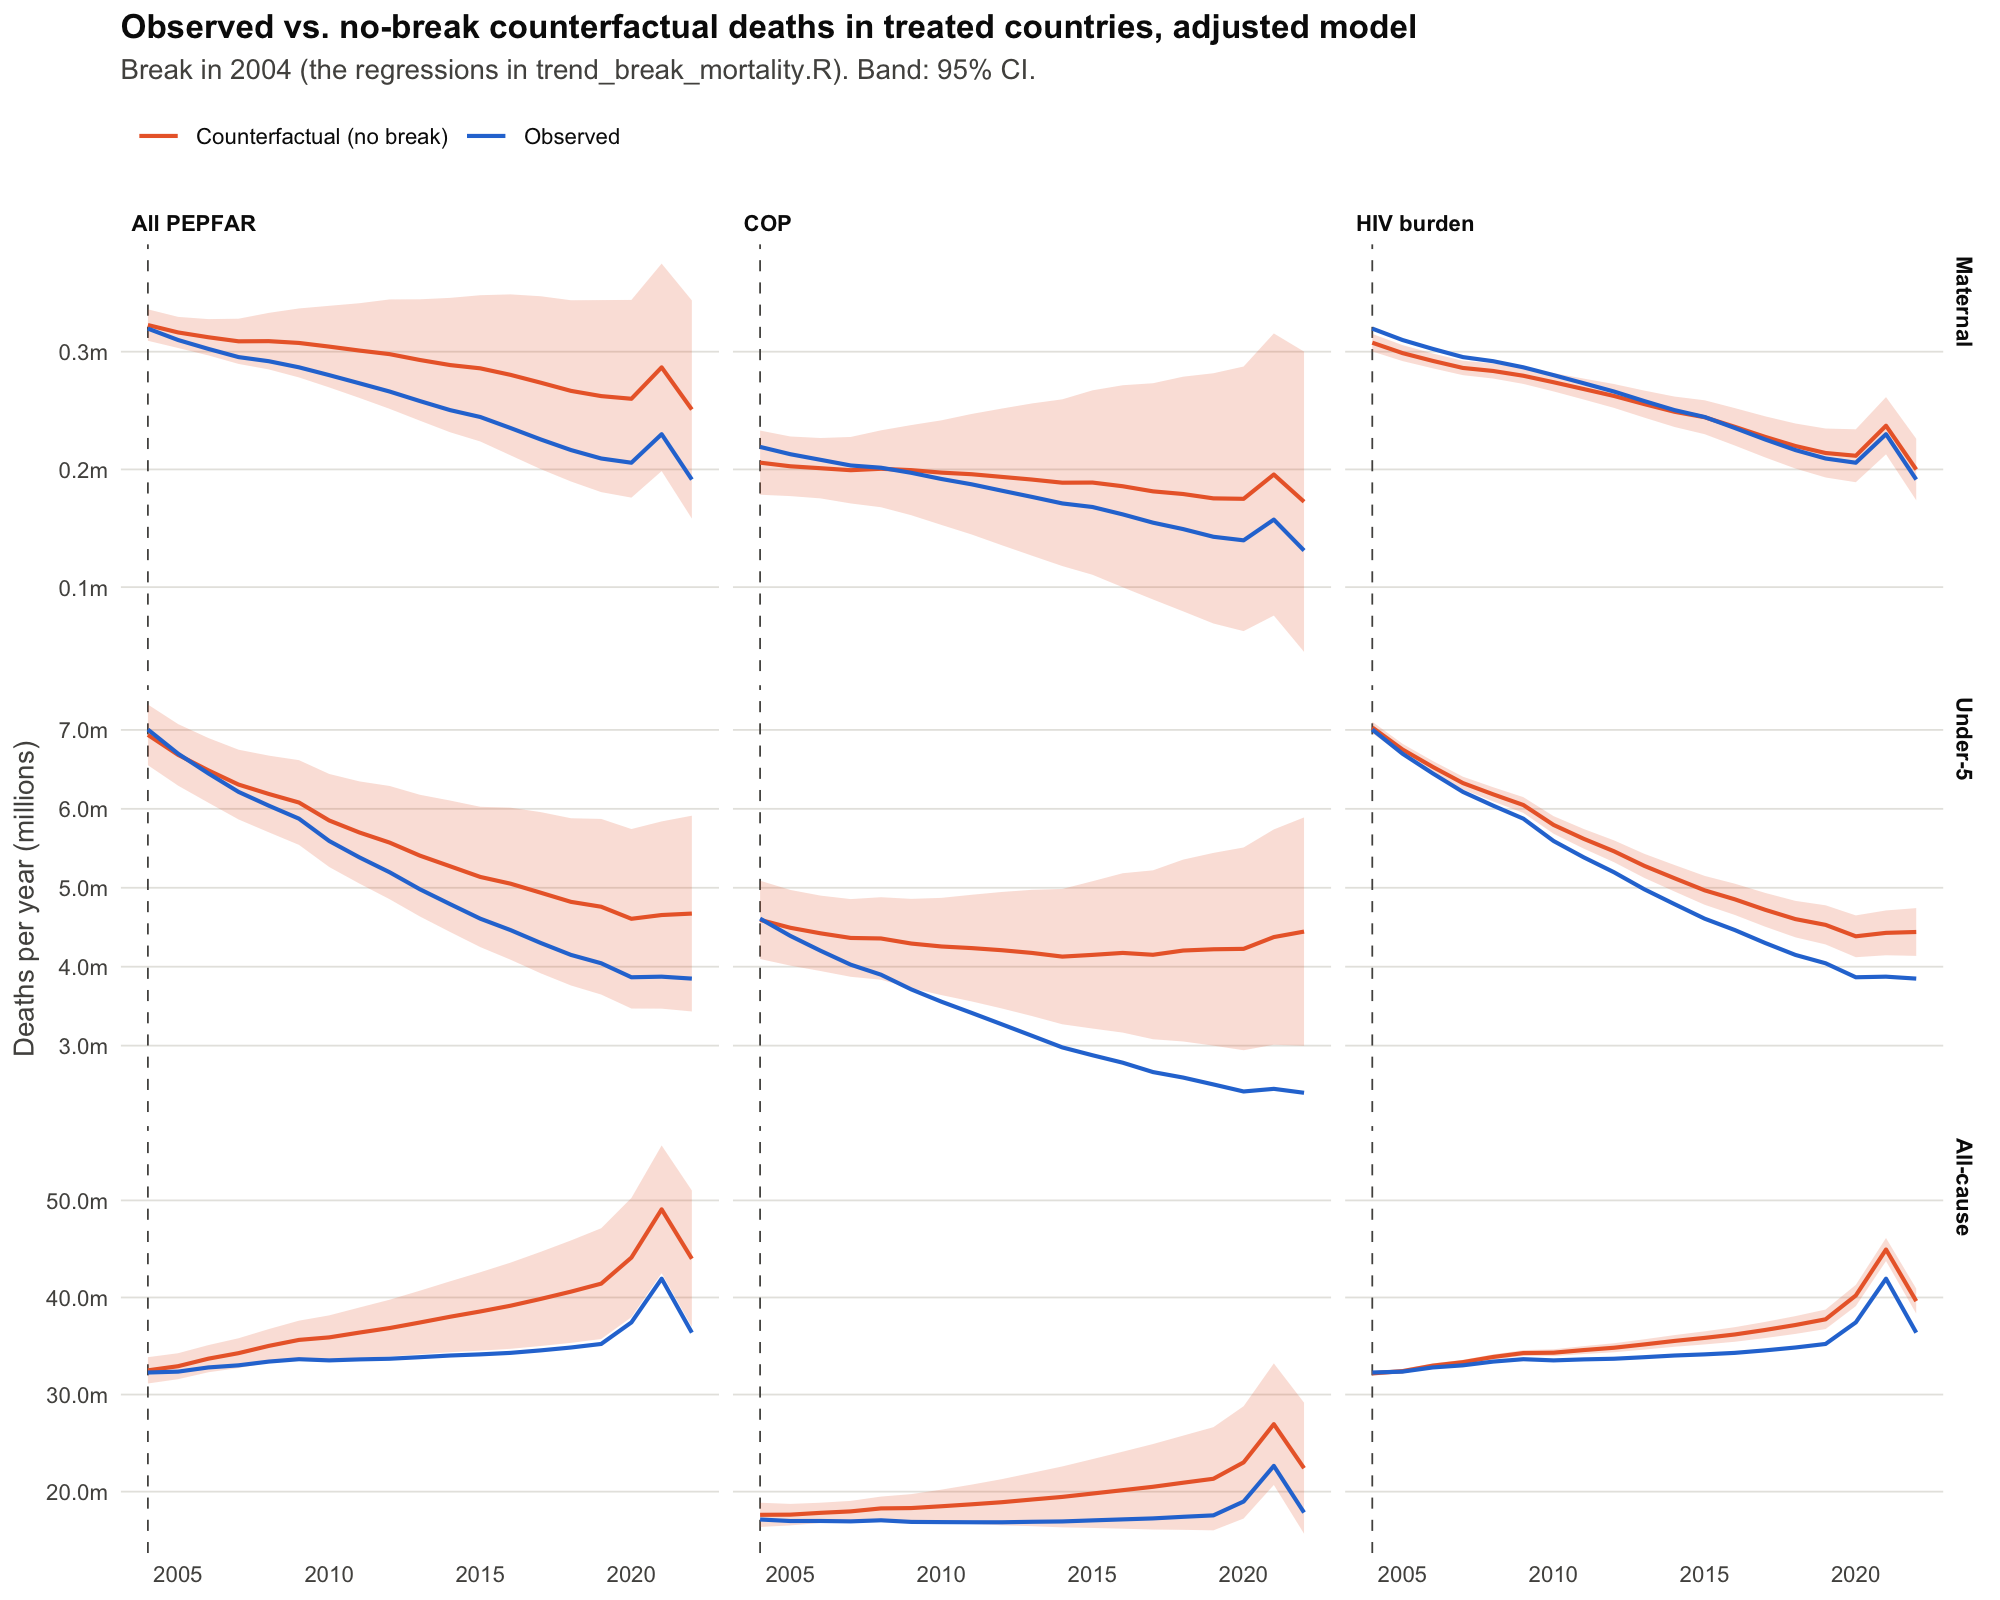 Observed vs. no-break counterfactual deaths in treated countries, adjusted model
Break in 2004 (the regressions in trend_break_mortality.R). Band: 95% CI.
Counterfactual (no break)
Observed
All PEPFAR
COP
HIV burden
Maternal
0.3m
0.2m
0.1m
Under-5
7.0m
6.0m
5.0m
4.0m
3.0m
Deaths per year (millions)
All-cause
50.0m
40.0m
30.0m
20.0m
2005 2010 2015 2020
2005 2010 2015 2020
2005 2010 2015 2020